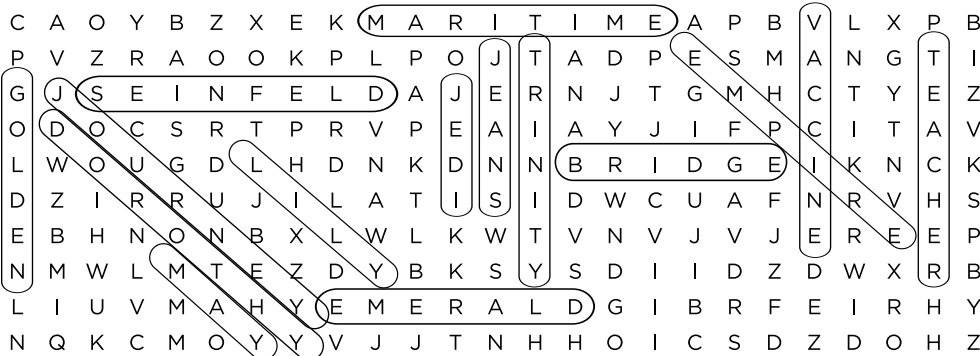 C A O Y B Z X E K M A R I T I M E A P B V L X P B
P V Z R A O O K P L P O J T A D P E S M A N G T I
G J S E I N F E L D A J E R N J T G M H C T Y E Z
O D O C S R T P R V P E A I A Y J I F P C I T A V
L W O U G D L H D N K D N N B R I D G E I K N C K
D Z I R R U J I L A T I S I D W C U A F N R V H S
E B H N O N B X L W L K W T V N V J V J E R E E P
N M W L M T E Z D Y B K S Y S D I I D Z D W X R B
L I U V M A H Y E M E R A L D G I B R F E I R H Y
N Q K C M O Y Y V J J T N H H O I C S D Z D O H Z